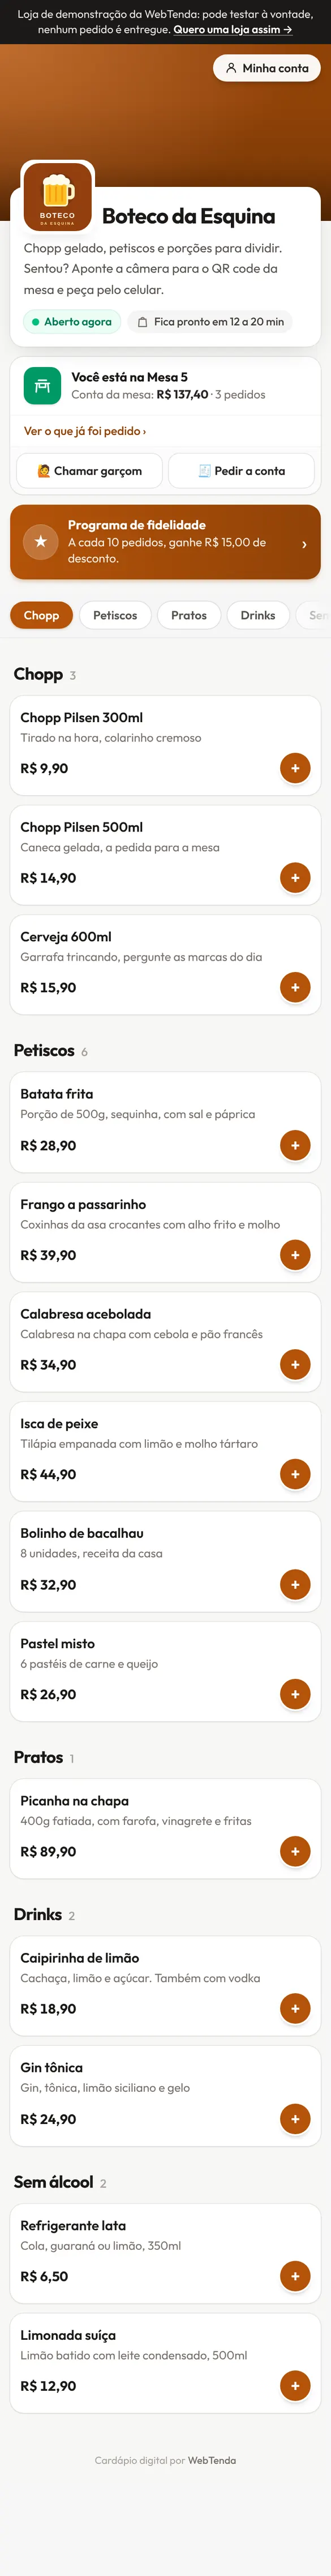 Loja de demonstração da WebTenda: pode testar à vontade,
nenhum pedido é entregue. Quero uma loja assim →
Minha conta
BOTECO
DA ESQUINA
Boteco da Esquina
Chopp gelado, petiscos e porções para dividir.
Sentou? Aponte a câmera para o QR code da
mesa e peça pelo celular.
Aberto agora
Fica pronto em 12 a 20 min
Você está na Mesa 5
Conta da mesa: R$ 137,40 · 3 pedidos
Ver o que já foi pedido ›
Chamar garçom
Pedir a conta
Programa de fidelidade
A cada 10 pedidos, ganhe R$ 15,00 de
desconto.
Chopp
Petiscos
Pratos
Drinks
Chopp 3
Chopp Pilsen 300ml
Tirado na hora, colarinho cremoso
R$ 9,90
Chopp Pilsen 500ml
Caneca gelada, a pedida para a mesa
R$ 14,90
Cerveja 600ml
Garrafa trincando, pergunte as marcas do dia
R$ 15,90
Petiscos 6
Batata frita
Porção de 500g, sequinha, com sal e páprica
R$ 28,90
Frango a passarinho
Coxinhas da asa crocantes com alho frito e molho
R$ 39,90
Calabresa acebolada
Calabresa na chapa com cebola e pão francês
R$ 34,90
Isca de peixe
Tilápia empanada com limão e molho tártaro
R$ 44,90
Bolinho de bacalhau
8 unidades, receita da casa
R$ 32,90
Pastel misto
6 pastéis de carne e queijo
R$ 26,90
Pratos 1
Picanha na chapa
400g fatiada, com farofa, vinagrete e fritas
R$ 89,90
Drinks 2
Caipirinha de limão
Cachaça, limão e açúcar. Também com vodka
R$ 18,90
Gin tônica
Gin, tônica, limão siciliano e gelo
R$ 24,90
Sem álcool 2
Refrigerante lata
Cola, guaraná ou limão, 350ml
R$ 6,50
Limonada suíça
Limão batido com leite condensado, 500ml
R$ 12,90
Cardápio digital por WebTenda